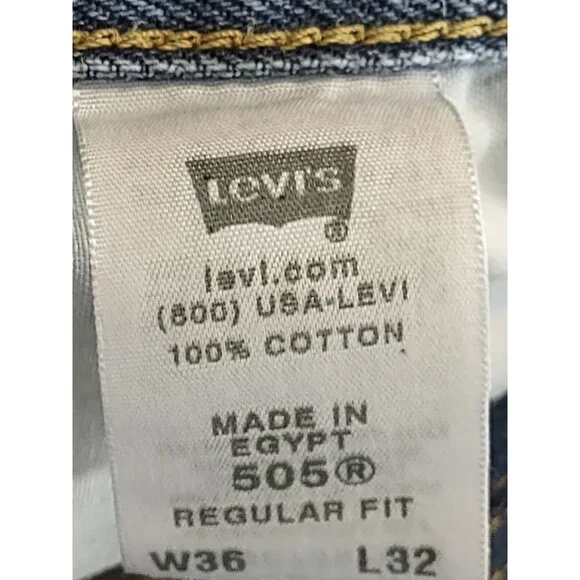 LEVI'S
®
levi.com
(800) USA-LEVI
100% COTTON
MADE IN
EGYPT
505®
REGULAR FIT
W36 L32